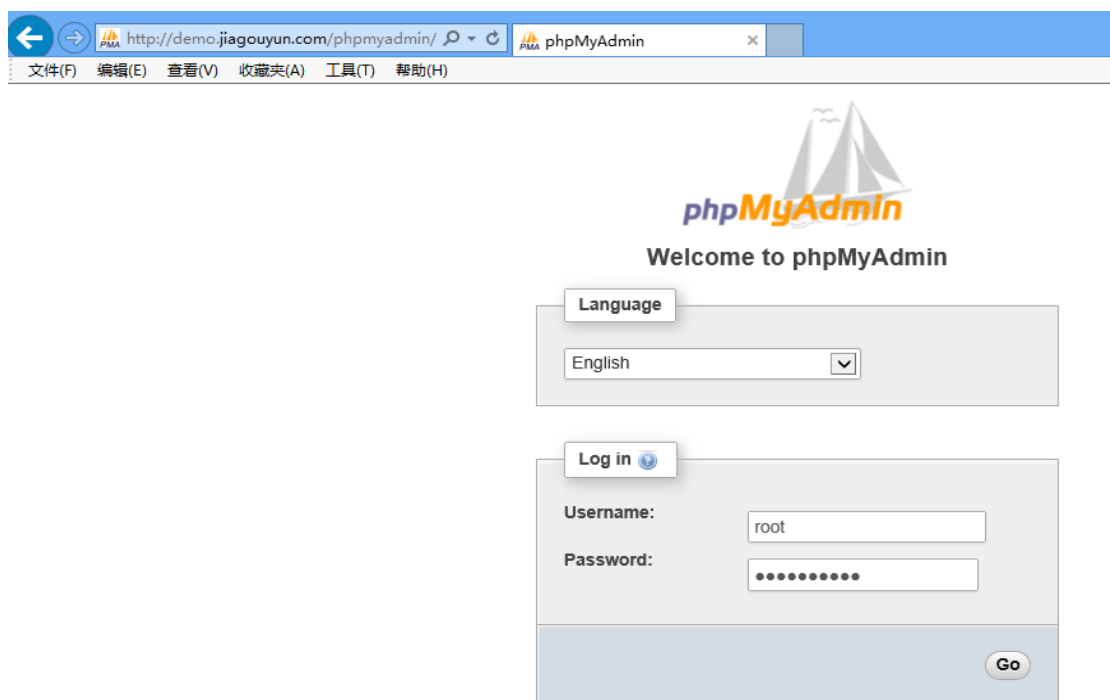 http://demo.jiagouyun.com/phpmyadmin/ phpMyAdmin
文件(F) 编辑(E) 查看(V) 收藏夹(A) 工具(T) 帮助(H)
phpMyAdmin
Welcome to phpMyAdmin
Language
English
Log in
Username:
root
Password:
••••••••••
Go